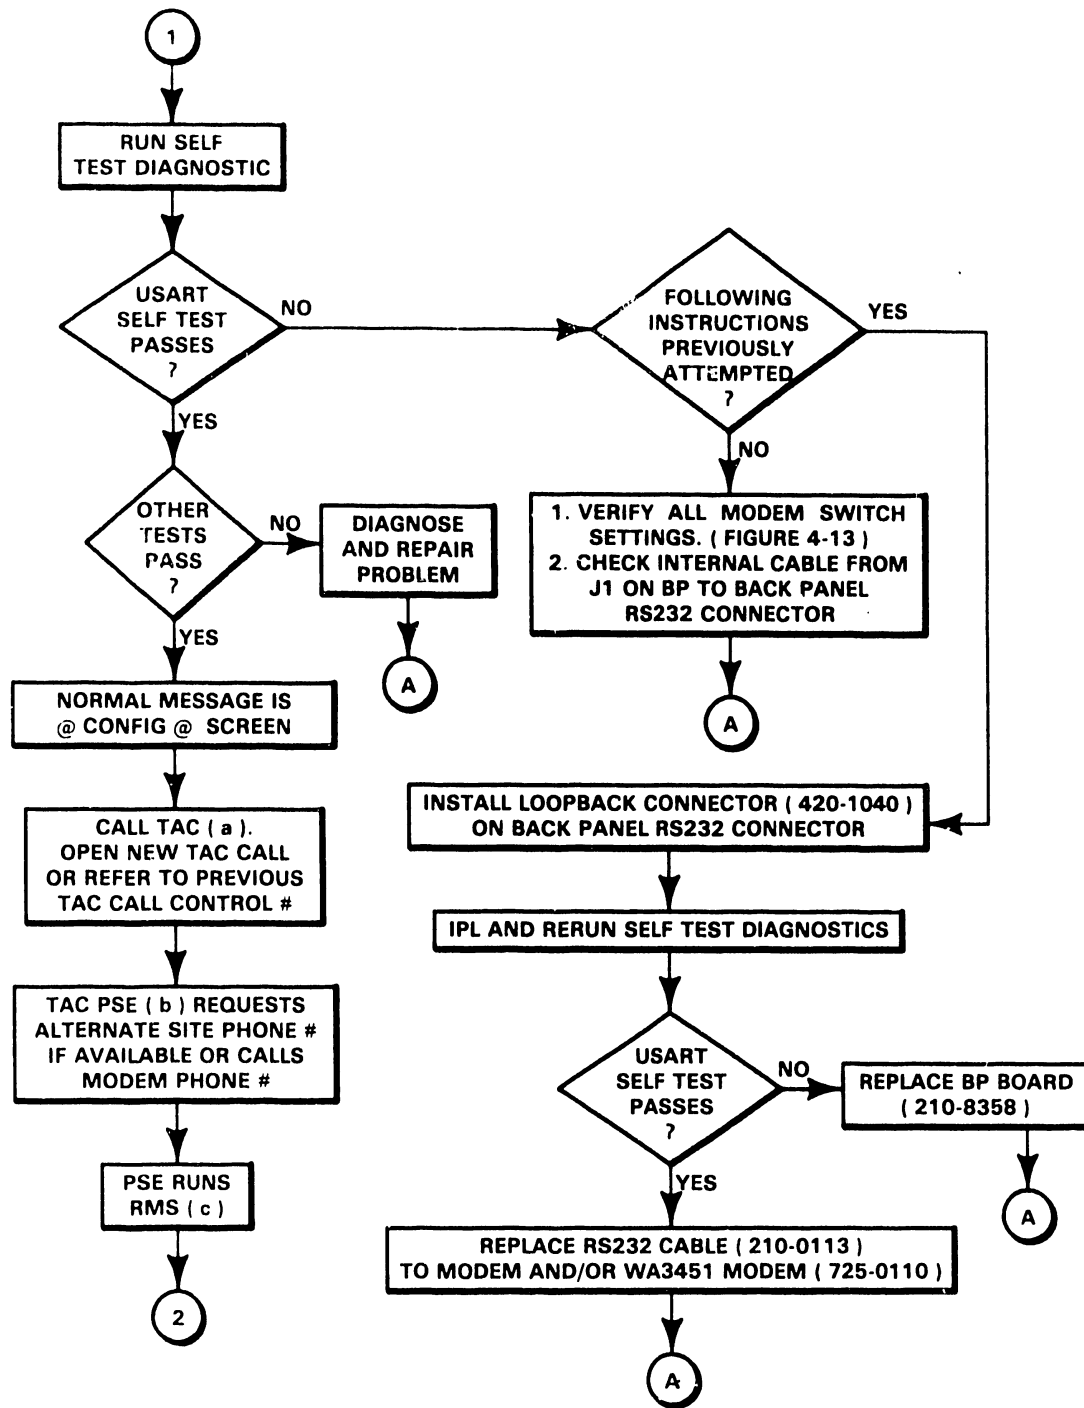 1
RUN SELF
TEST DIAGNOSTIC
USART
SELF TEST
PASSES
?
NO
YES
FOLLOWING
INSTRUCTIONS
PREVIOUSLY
ATTEMPTED
?
YES
NO
OTHER
TESTS
PASS
?
NO
YES
DIAGNOSE
AND REPAIR
PROBLEM
A
1. VERIFY ALL MODEM SWITCH
SETTINGS. ( FIGURE 4-13 )
2. CHECK INTERNAL CABLE FROM
J1 ON BP TO BACK PANEL
RS232 CONNECTOR
A
NORMAL MESSAGE IS
@ CONFIG @ SCREEN
CALL TAC ( a ).
OPEN NEW TAC CALL
OR REFER TO PREVIOUS
TAC CALL CONTROL #
TAC PSE ( b ) REQUESTS
ALTERNATE SITE PHONE #
IF AVAILABLE OR CALLS
MODEM PHONE #
PSE RUNS
RMS ( c )
2
INSTALL LOOPBACK CONNECTOR ( 420-1040 )
ON BACK PANEL RS232 CONNECTOR
IPL AND RERUN SELF TEST DIAGNOSTICS
USART
SELF TEST
PASSES
?
NO
YES
REPLACE BP BOARD
( 210-8358 )
A
REPLACE RS232 CABLE ( 210-0113 )
TO MODEM AND/OR WA3451 MODEM ( 725-0110 )
A